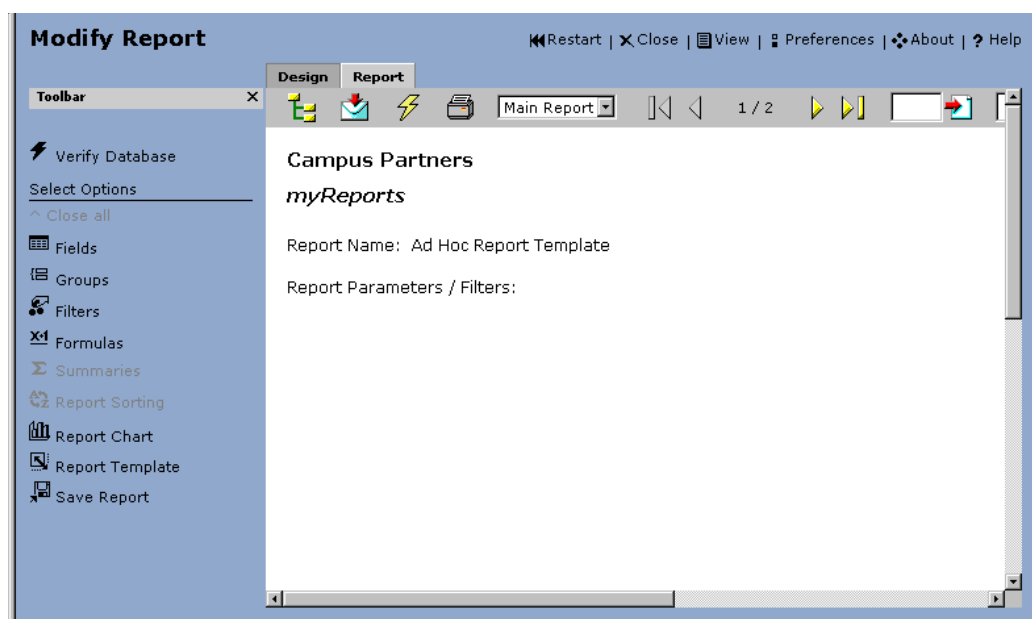 Modify Report
Restart | Close | View | Preferences | About | ? Help
Design Report
Toolbar X
Main Report 1 / 2
Verify Database
Select Options
^ Close all
Fields
Groups
Filters
Formulas
Summaries
Report Sorting
Report Chart
Report Template
Save Report
Campus Partners
myReports
Report Name: Ad Hoc Report Template
Report Parameters / Filters: